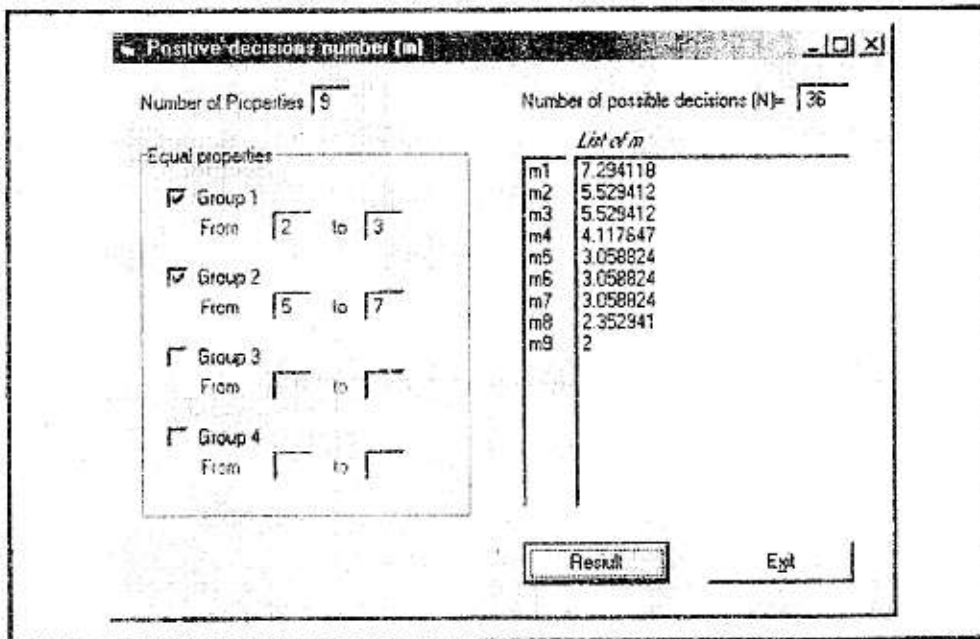 Positive decisions number (m)
Number of Properties 9
Number of possible decisions (N)= 36
Equal properties
Group 1
From 2 to 3
Group 2
From 5 to 7
Group 3
From to
Group 4
From to
List of m
m1 7.294118
m2 5.529412
m3 5.529412
m4 4.117647
m5 3.058824
m6 3.058824
m7 3.058824
m8 2.352941
m9 2
Result
Exit